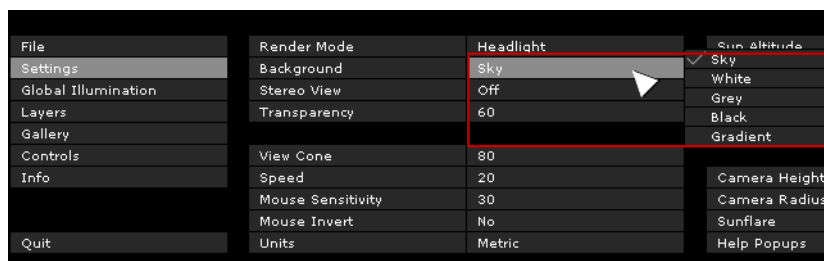 File
Settings
Global Illumination
Layers
Gallery
Controls
Info
Quit
Render Mode
Background
Stereo View
Transparency
View Cone
Speed
Mouse Sensitivity
Mouse Invert
Units
Headlight
Sky
Off
60
80
20
30
No
Metric
Sun Altitude
Sky
White
Grey
Black
Gradient
Camera Height
Camera Radius
Sunflare
Help Popups